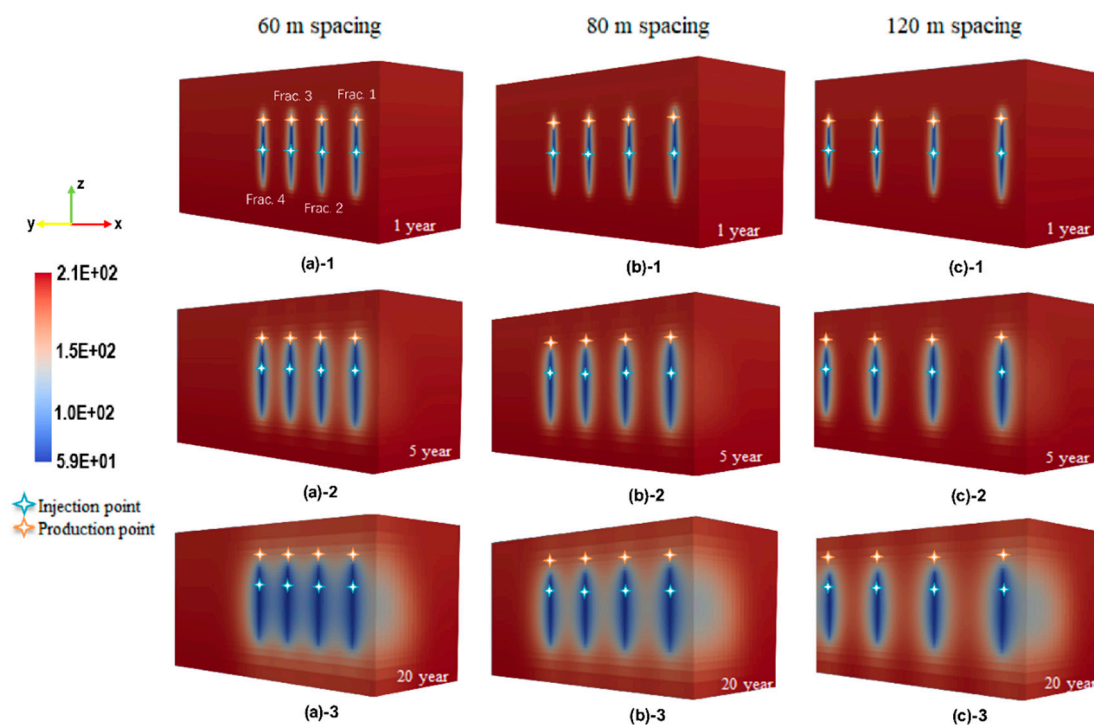 60 m spacing
80 m spacing
120 m spacing
Frac. 3
Frac. 1
Frac. 4
Frac. 2
1 year
1 year
1 year
(a)-1
(b)-1
(c)-1
z
y
x
2.1E+02
1.5E+02
1.0E+02
5.9E+01
5 year
5 year
5 year
(a)-2
(b)-2
(c)-2
Injection point
Production point
20 year
20 year
20 year
(a)-3
(b)-3
(c)-3